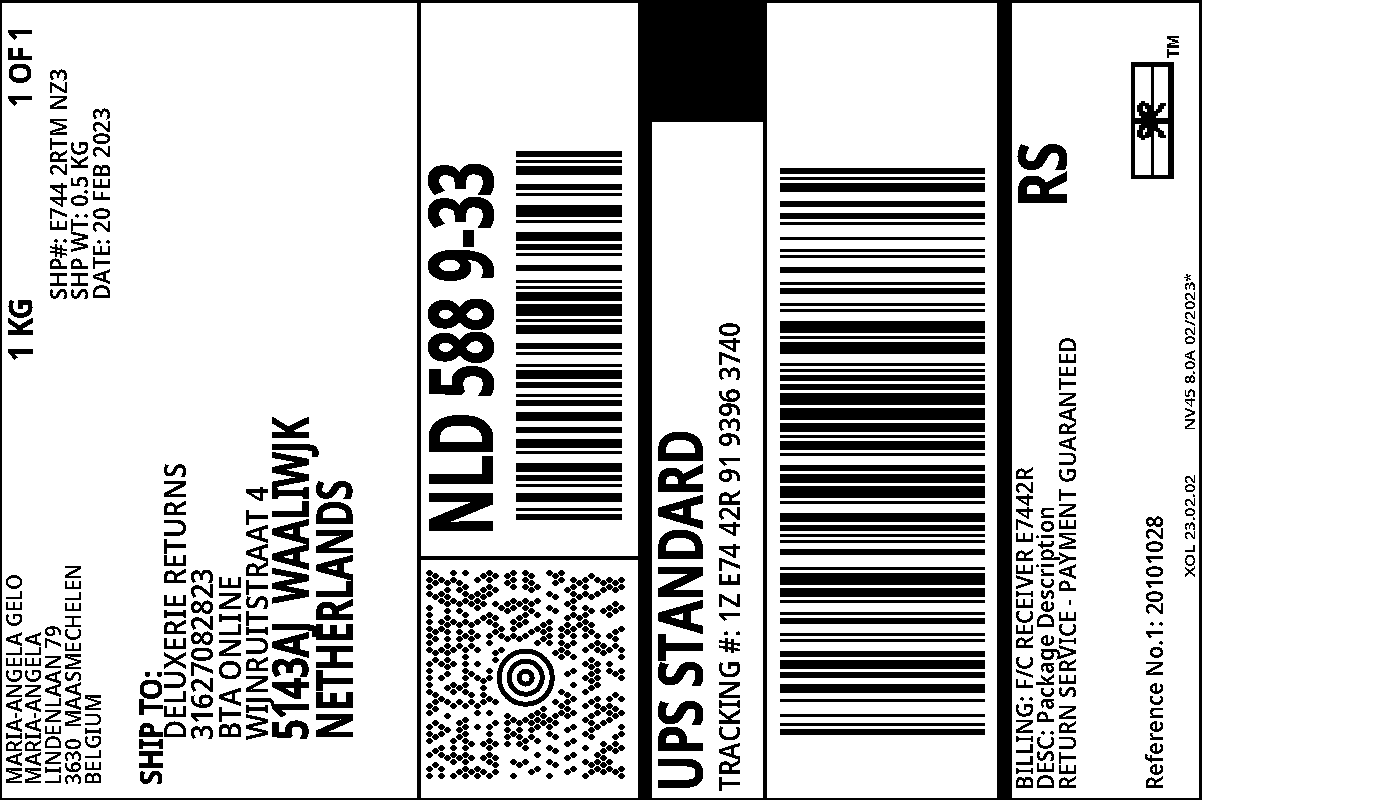 MARIA-ANGELA GELO
MARIA-ANGELA
LINDENLAAN 79
3630 MAASMECHELEN
BELGIUM
1 KG
1 OF 1
SHP#: E744 2RTM NZ3
SHP WT: 0.5 KG
DATE: 20 FEB 2023
SHIP TO:
DELUXERIE RETURNS
31627082823
BTA ONLINE
WINRUITSTRAAT 4
5143AJ WAALIWJK
NETHERLANDS
NLD 588 9-33
UPS STANDARD
TRACKING #: 1Z E74 42R 91 9396 3740
BILLING: F/C RECEIVER E7442R
DESC: Package Description
RETURN SERVICE - PAYMENT GUARANTEED
RS
TM
Reference No.1: 20101028
XOL 23.02.02 NV45 8.0A 02/2023*